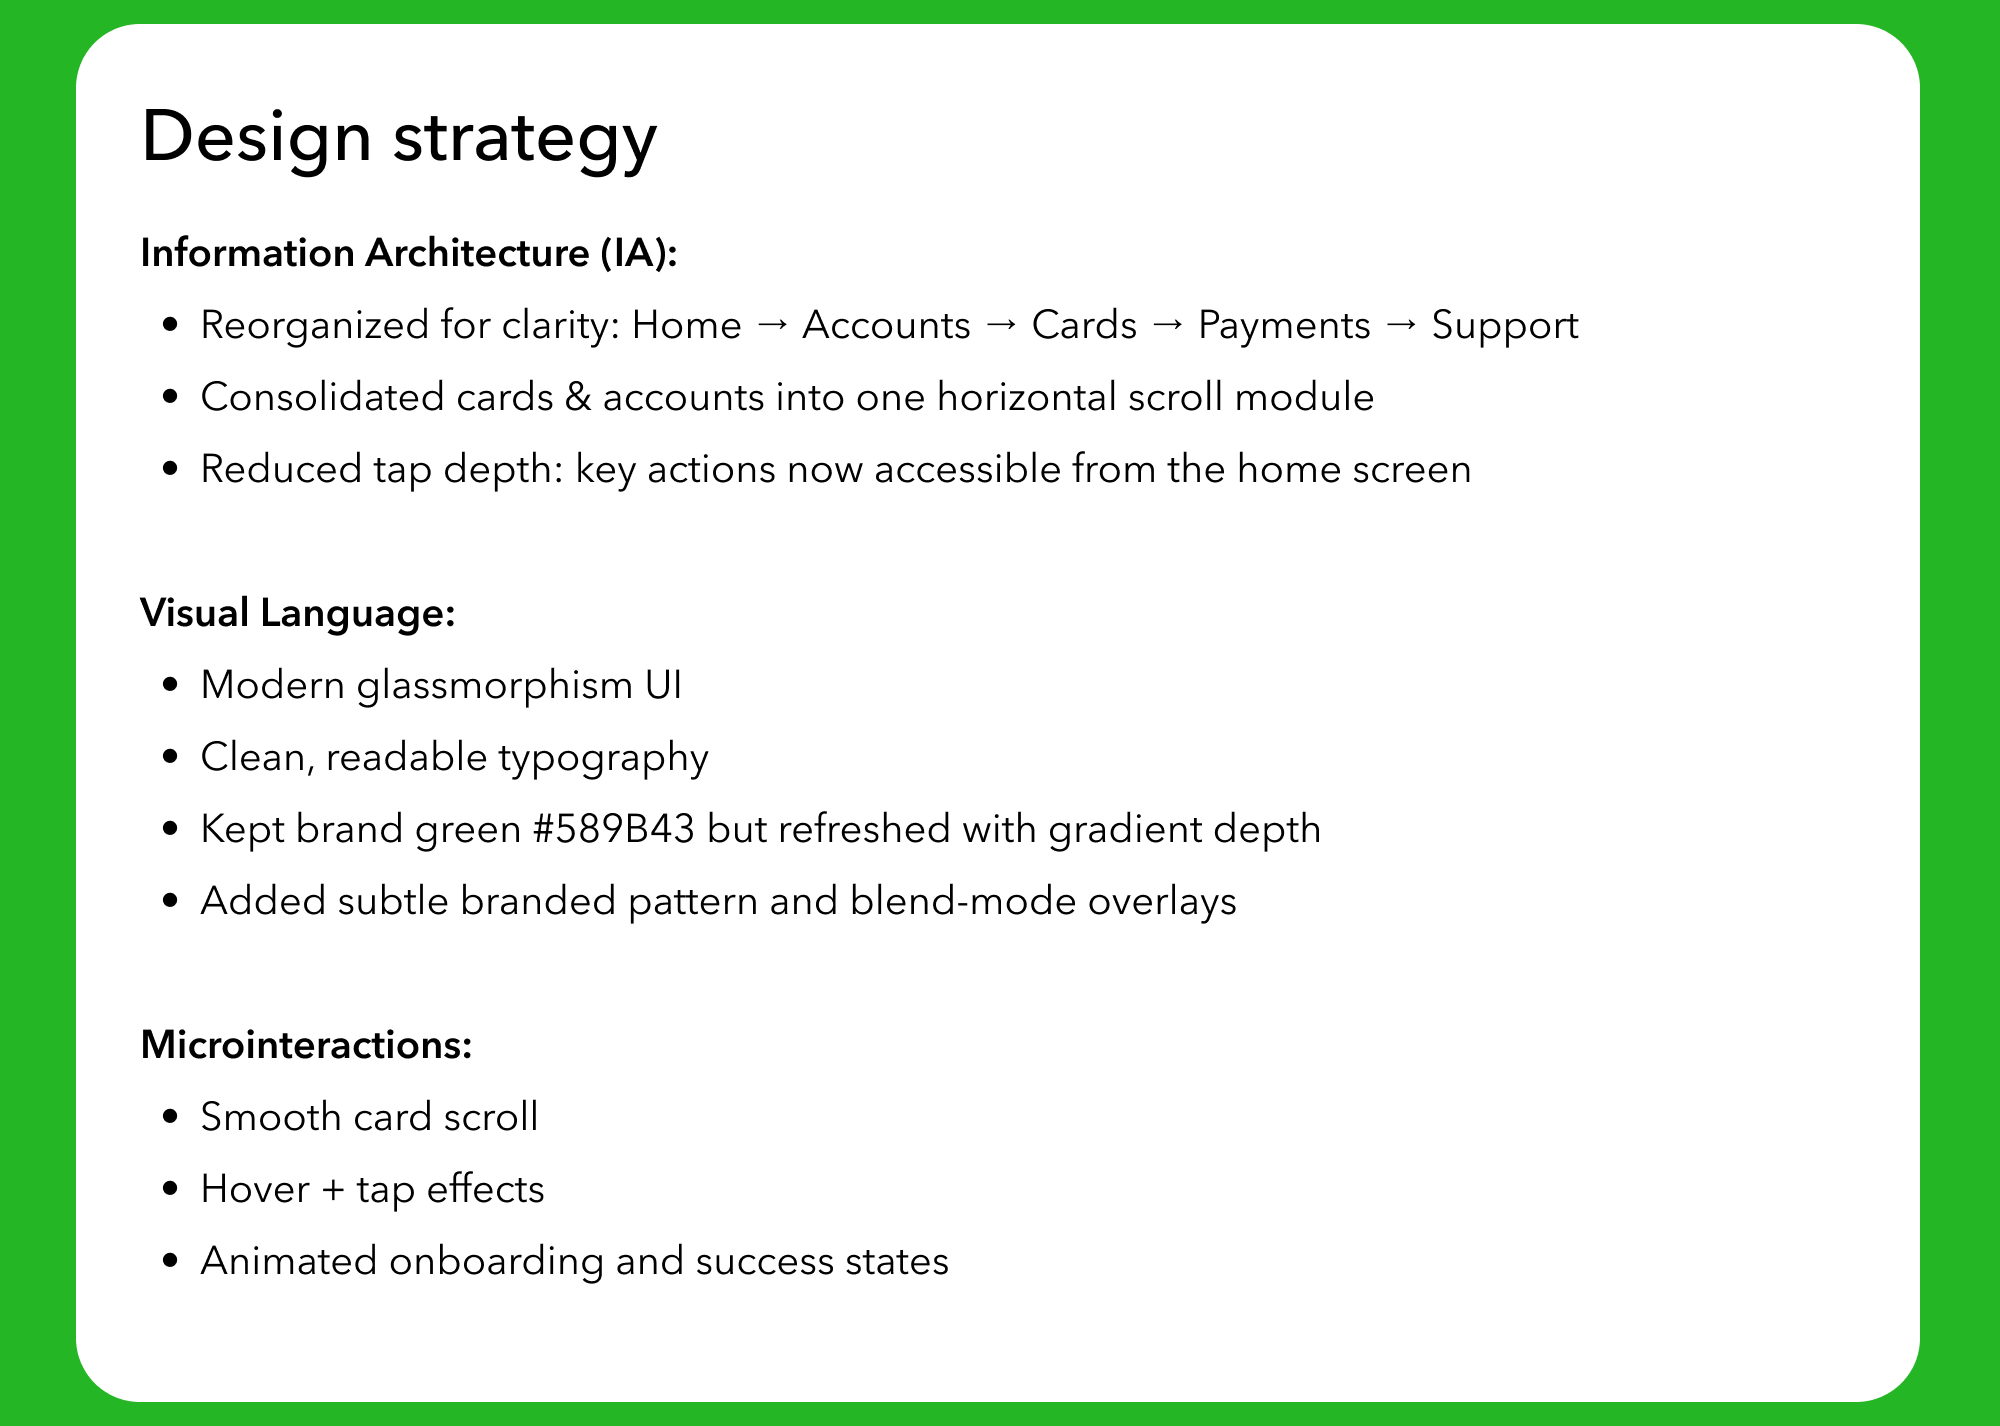 Design strategy
Information Architecture (IA):
• Reorganized for clarity: Home → Accounts → Cards → Payments → Support
• Consolidated cards & accounts into one horizontal scroll module
• Reduced tap depth: key actions now accessible from the home screen
Visual Language:
• Modern glassmorphism UI
• Clean, readable typography
• Kept brand green #589B43 but refreshed with gradient depth
• Added subtle branded pattern and blend-mode overlays
Microinteractions:
• Smooth card scroll
• Hover + tap effects
• Animated onboarding and success states